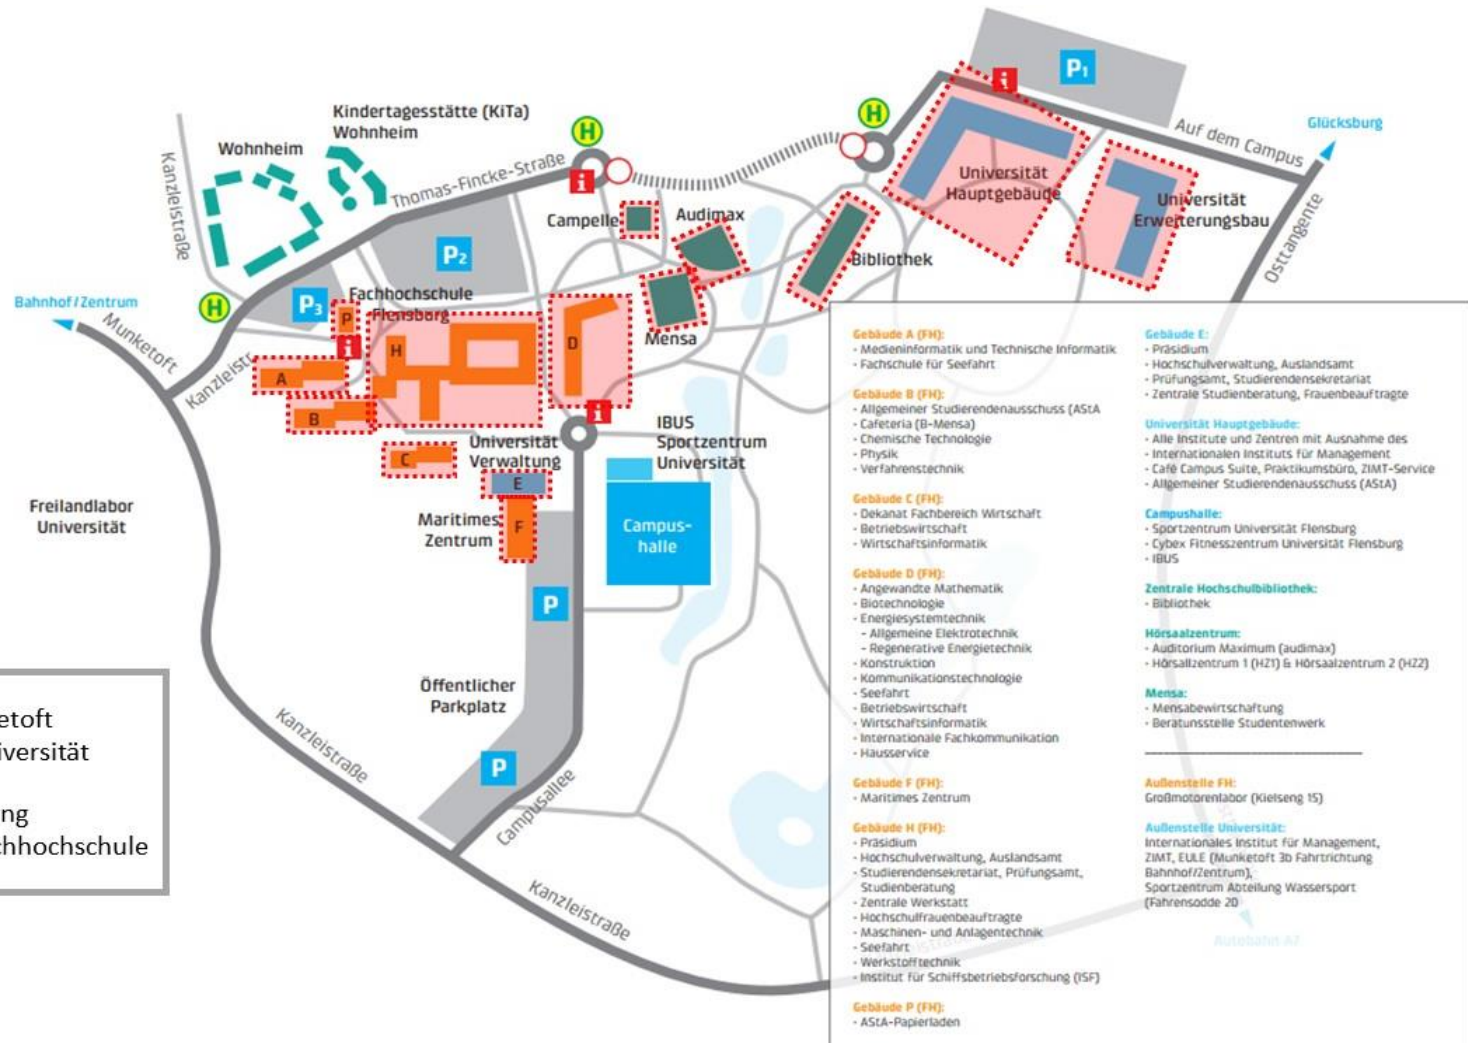 P1
Glücksburg
Auf dem Campus
Osttangente
H
H
H
Kindertagesstätte (KiTa)
Wohnheim
Wohnheim
Kanzleistraße
Thomas-Fincke-Straße
i
i
Campelle
Audimax
Universität
Hauptgebäude
Universität
Erweiterungsbau
Bibliothek
P2
P3
Bahnhof/Zentrum
Munketoft
Kanzleistr.
Fachhochschule
Flensburg
P
i
H
D
A
B
C
Mensa
i
Universität
Verwaltung
E
F
IBUS
Sportzentrum
Universität
Freilandlabor
Universität
Maritimes
Zentrum
Campus-
halle
P
Öffentlicher
Parkplatz
P
Kanzleistraße
Campusallee
Kanzleistraße
etoft
iversität
ng
chhochschule
Gebäude A (FH):
- Medieninformatik und Technische Informatik
- Fachschule für Seefahrt
Gebäude B (FH):
- Allgemeiner Studierendenausschuss (AStA
- Cafeteria (B-Mensa)
- Chemische Technologie
- Physik
- Verfahrenstechnik
Gebäude C (FH):
- Dekanat Fachbereich Wirtschaft
- Betriebswirtschaft
- Wirtschaftsinformatik
Gebäude D (FH):
- Angewandte Mathematik
- Biotechnologie
- Energiesystemtechnik
- Allgemeine Elektrotechnik
- Regenerative Energietechnik
- Konstruktion
- Kommunikationstechnologie
- Seefahrt
- Betriebswirtschaft
- Wirtschaftsinformatik
- Internationale Fachkommunikation
- Hausservice
Gebäude F (FH):
- Maritimes Zentrum
Gebäude H (FH):
- Präsidium
- Hochschulverwaltung, Auslandsamt
- Studierendensekretariat, Prüfungsamt,
Studienberatung
- Zentrale Werkstatt
- Hochschulfrauenbeauftragte
- Maschinen- und Anlagentechnik
- Seefahrt
- Werkstofftechnik
- Institut für Schiffsbetriebsforschung (ISF)
Gebäude P (FH):
- AStA-Papierladen
Gebäude E:
- Präsidium
- Hochschulverwaltung, Auslandsamt
- Prüfungsamt, Studierendensekretariat
- Zentrale Studienberatung, Frauenbeauftragte
Universität Hauptgebäude:
- Alle Institute und Zentren mit Ausnahme des
- Internationalen Instituts für Management
- Café Campus Suite, Praktikumsbüro, ZIMT-Service
- Allgemeiner Studierendenausschuss (AStA)
Campushalle:
- Sportzentrum Universität Flensburg
- Cybex Fitnesszentrum Universität Flensburg
- IBUS
Zentrale Hochschulbibliothek:
- Bibliothek
Hörsaalzentrum:
- Auditorium Maximum (audimax)
- Hörsallzentrum 1 (HZ1) & Hörsaalzentrum 2 (HZ2)
Mensa:
- Mensabewirtschaftung
- Beratunsstelle Studentenwerk
Außenstelle FH:
Großmotorenlabor (Kielseng 15)
Außenstelle Universität:
Internationales Institut für Management,
ZIMT, EULE (Munketoft 3b Fahrtrichtung
Bahnhof/Zentrum),
Sportzentrum Abteilung Wassersport
(Fahrensodde 20
Autobahn A7